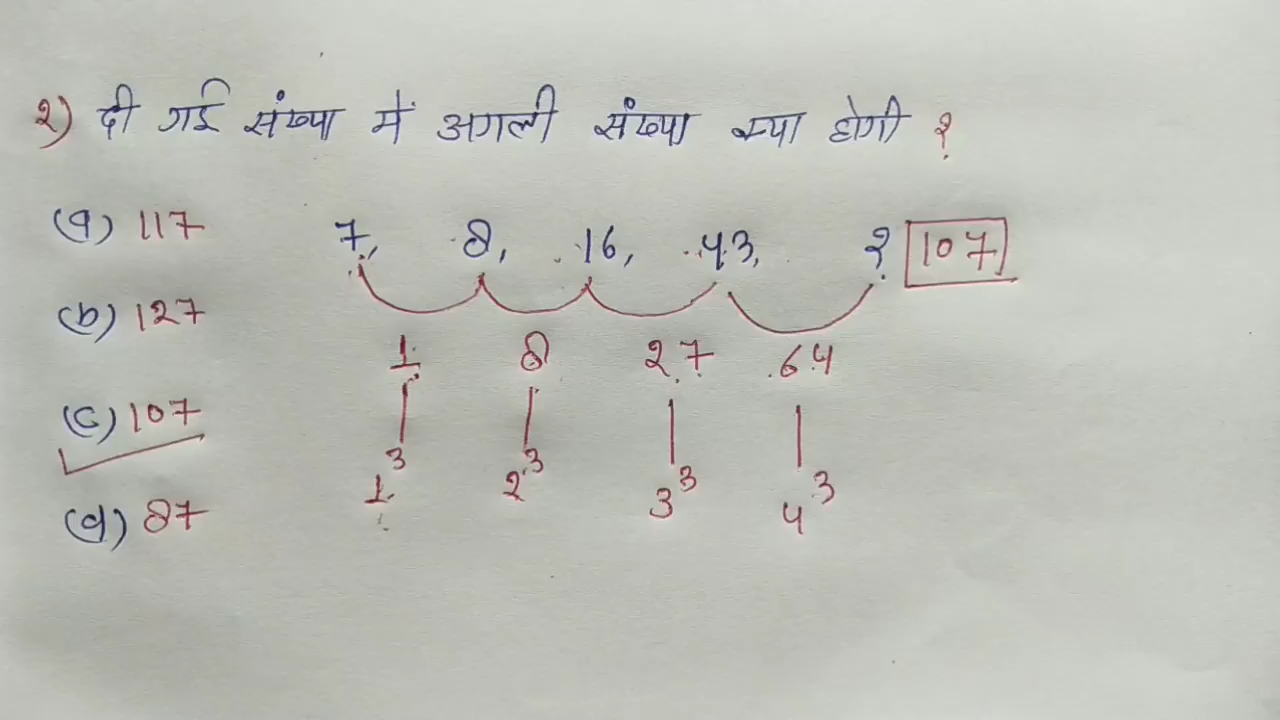 २) दी गई संख्या में अगली संख्या क्या होगी ?
(a) 117
7, 8, 16, 43, ? 107
(b) 127
1 8 27 64
(c) 107
1³ 2³ 3³ 4³
(d) 87